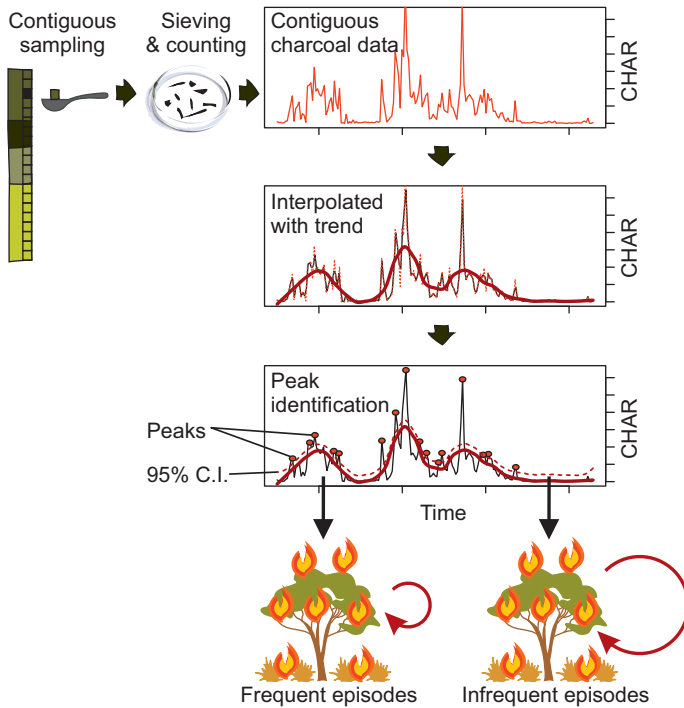 Contiguous
sampling
Sieving
& counting
Contiguous
charcoal data
CHAR
Interpolated
with trend
CHAR
Peak
identification
CHAR
Peaks
95% C.I.
Time
Frequent episodes
Infrequent episodes